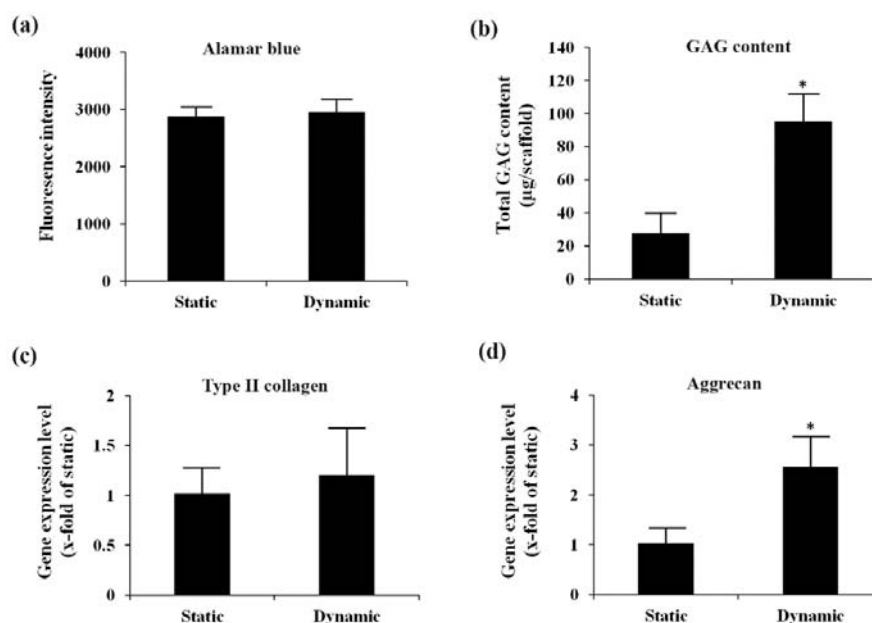 (a)
Alamar blue
Fluoresence intensity
4000
3000
2000
1000
0
Static
Dynamic
(b)
GAG content
Total GAG content
(µg/scaffold)
140
120
100
80
60
40
20
0
*
Static
Dynamic
(c)
Type II collagen
Gene expression level
(x-fold of static)
2
1.5
1
0.5
0
Static
Dynamic
(d)
Aggrecan
Gene expression level
(x-fold of static)
4
3
2
1
0
*
Static
Dynamic